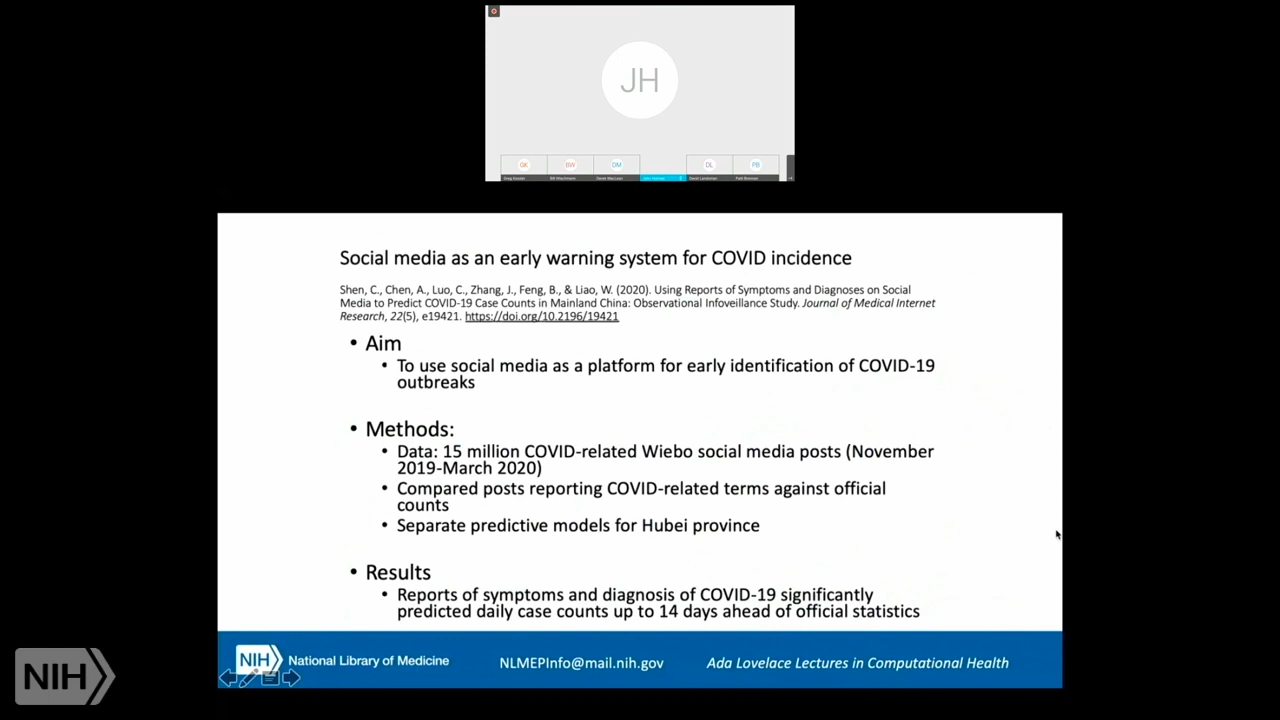 JH
GK
BW
DM
DL
PB
Social media as an early warning system for COVID incidence
Shen, C., Chen, A., Luo, C., Zhang, J., Feng, B., & Liao, W. (2020). Using Reports of Symptoms and Diagnoses on Social
Media to Predict COVID-19 Case Counts in Mainland China: Observational Infoveillance Study. Journal of Medical Internet
Research, 22(5), e19421. https://doi.org/10.2196/19421
• Aim
• To use social media as a platform for early identification of COVID-19
outbreaks
• Methods:
• Data: 15 million COVID-related Wiebo social media posts (November
2019-March 2020)
• Compared posts reporting COVID-related terms against official
counts
• Separate predictive models for Hubei province
• Results
• Reports of symptoms and diagnosis of COVID-19 significantly
predicted daily case counts up to 14 days ahead of official statistics
NIH National Library of Medicine NLMEPInfo@mail.nih.gov Ada Lovelace Lectures in Computational Health
NIH